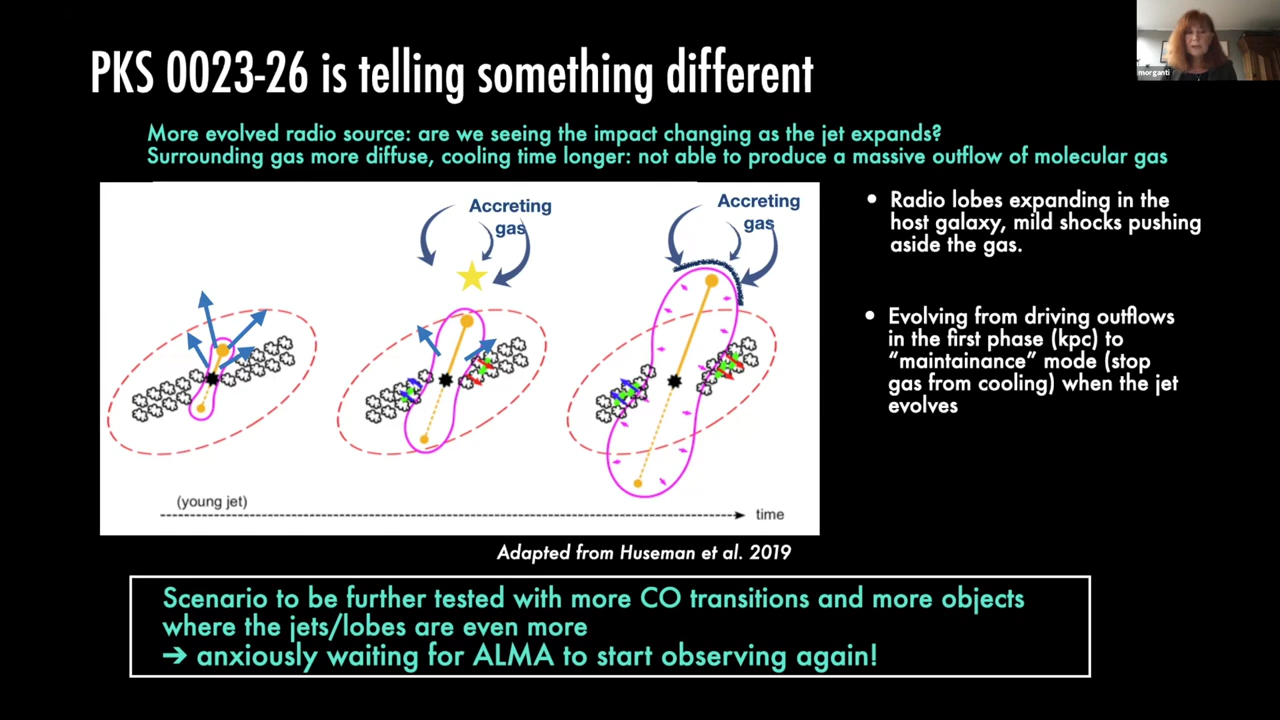 PKS 0023-26 is telling something different
morganti
More evolved radio source: are we seeing the impact changing as the jet expands?
Surrounding gas more diffuse, cooling time longer: not able to produce a massive outflow of molecular gas
Accreting
gas
Accreting
gas
(young jet)
time
Adapted from Huseman et al. 2019
• Radio lobes expanding in the
host galaxy, mild shocks pushing
aside the gas.
• Evolving from driving outflows
in the first phase (kpc) to
“maintainance” mode (stop
gas from cooling) when the jet
evolves
Scenario to be further tested with more CO transitions and more objects
where the jets/lobes are even more
➔ anxiously waiting for ALMA to start observing again!